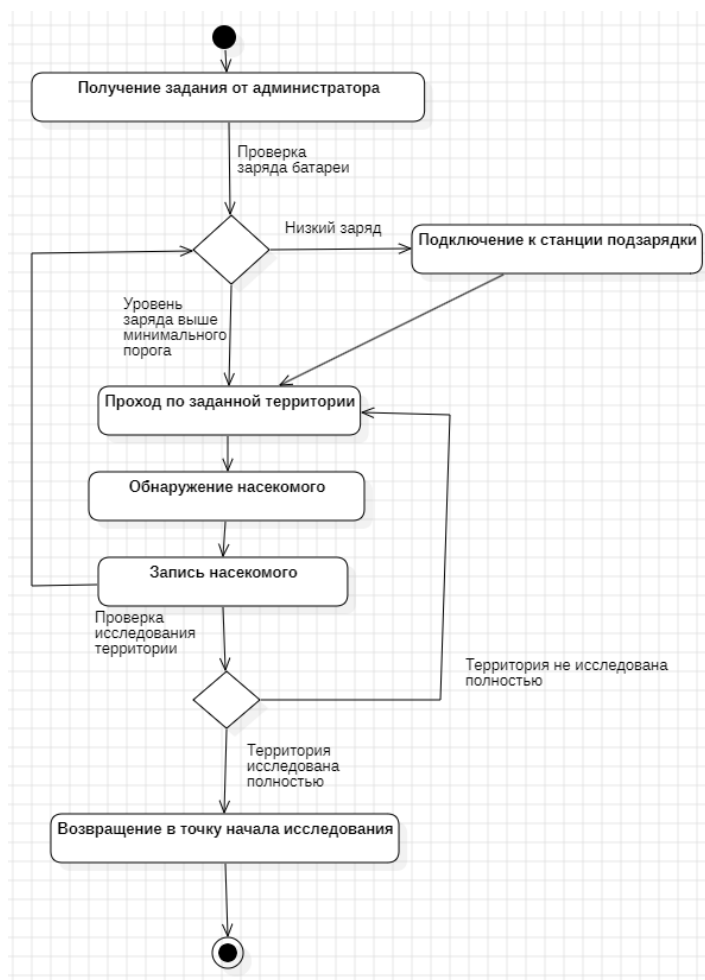 Получение задания от администратора
Проверка
заряда батареи
Низкий заряд
Подключение к станции подзарядки
Уровень
заряда выше
минимального
порога
Проход по заданной территории
Обнаружение насекомого
Запись насекомого
Проверка
исследования
территории
Территория не исследована
полностью
Территория
исследована
полностью
Возвращение в точку начала исследования